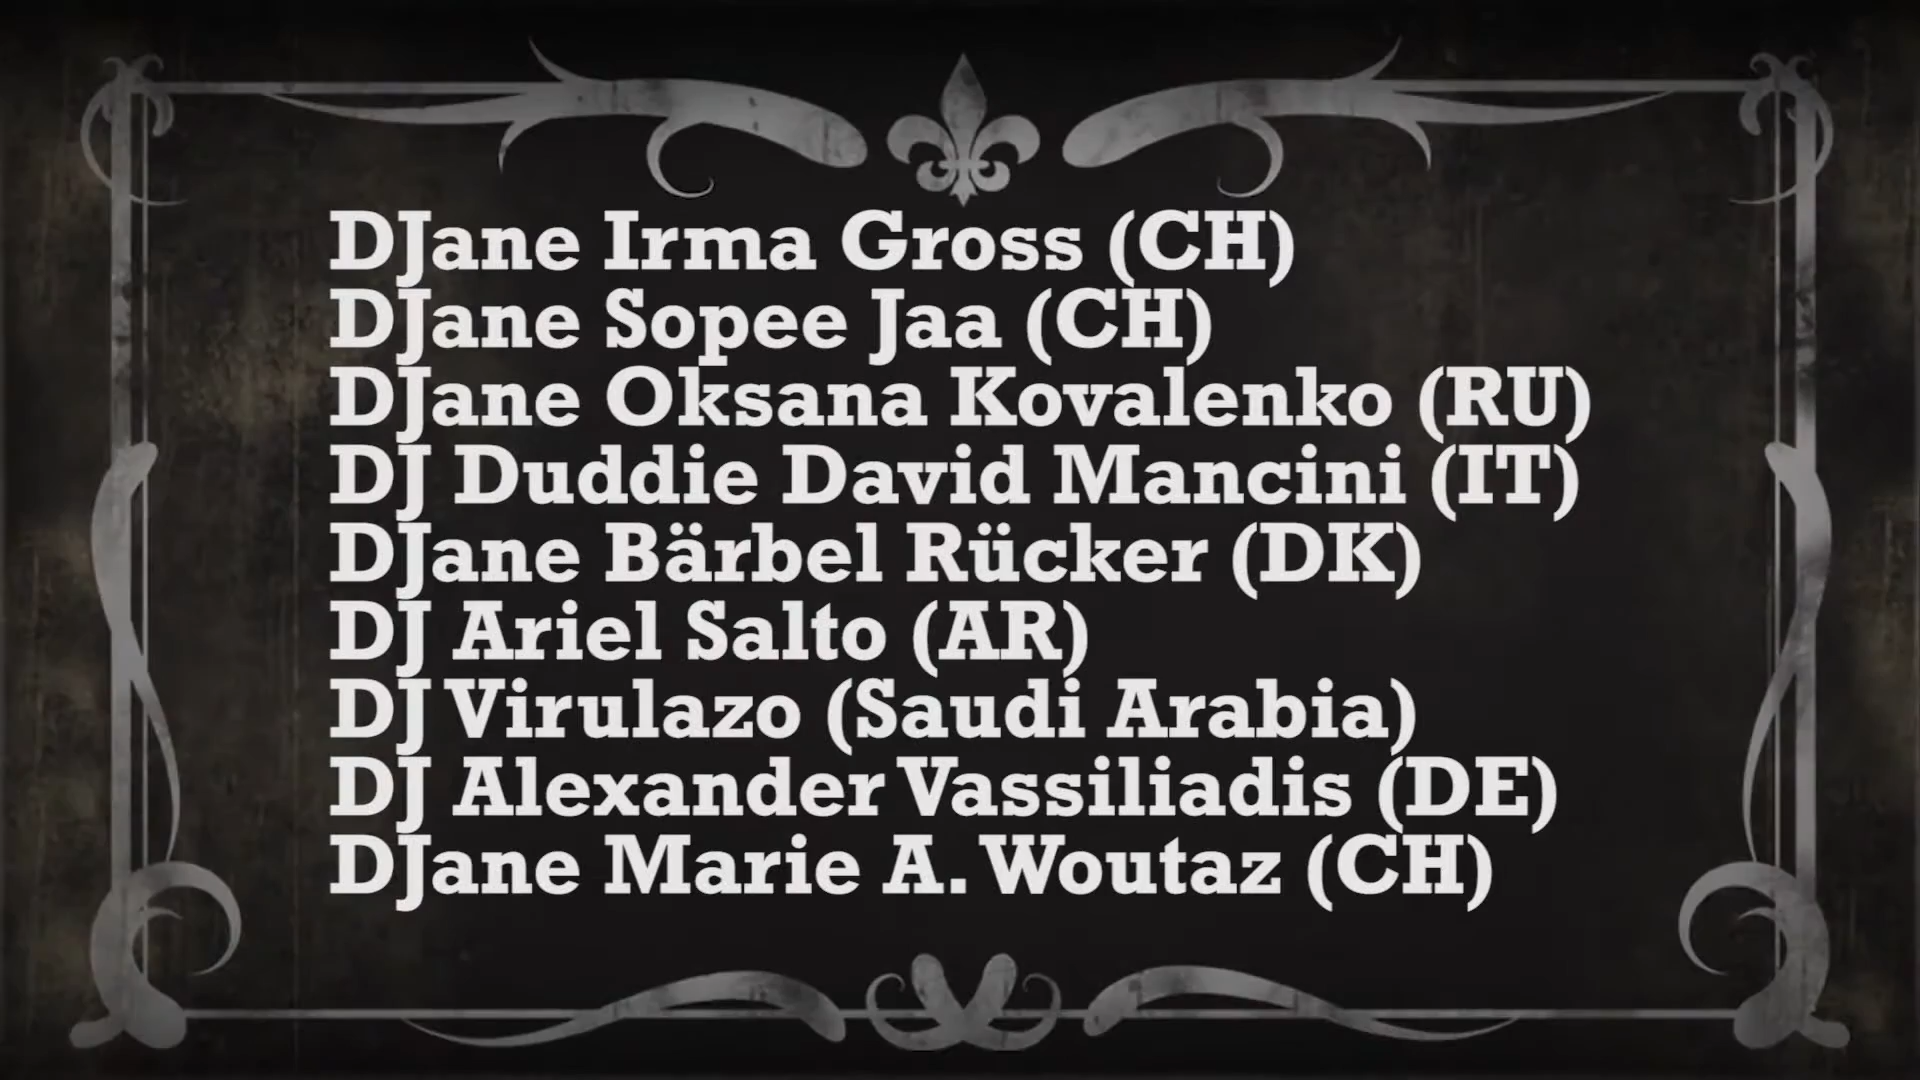 DJane Irma Gross (CH)
DJane Sopee Jaa (CH)
DJane Oksana Kovalenko (RU)
DJ Duddie David Mancini (IT)
DJane Bärbel Rücker (DK)
DJ Ariel Salto (AR)
DJ Virulazo (Saudi Arabia)
DJ Alexander Vassiliadis (DE)
DJane Marie A. Woutaz (CH)